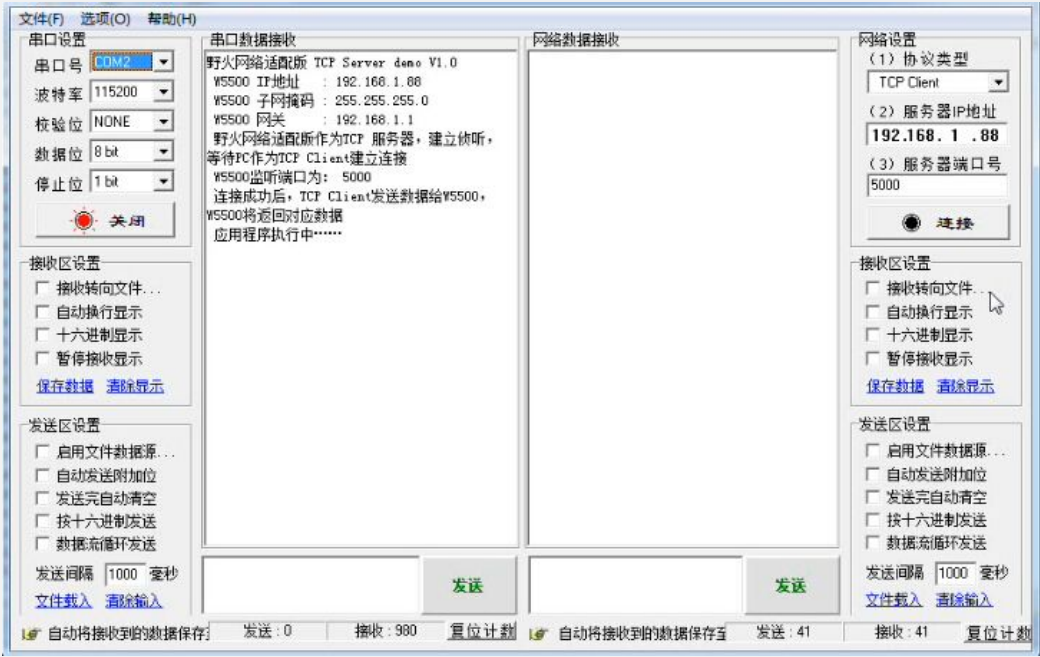 文件(F) 选项(O) 帮助(H)
串口设置
串口号 COM2
波特率 115200
校验位 NONE
数据位 8 bit
停止位 1 bit
关闭
接收区设置
接收转向文件...
自动换行显示
十六进制显示
暂停接收显示
保存数据 清除显示
发送区设置
启用文件数据源...
自动发送附加位
发送完自动清空
按十六进制发送
数据流循环发送
发送间隔 1000 毫秒
文件载入 清除输入
串口数据接收
野火网络适配版 TCP Server demo V1.0
W5500 IP地址 : 192.168.1.88
W5500 子网掩码 : 255.255.255.0
W5500 网关 : 192.168.1.1
野火网络适配版作为TCP 服务器，建立侦听，
等待PC作为TCP Client建立连接
W5500监听端口为: 5000
连接成功后，TCP Client发送数据给W5500，
W5500将返回对应数据
应用程序执行中……
发送
网络数据接收
发送
网络设置
(1) 协议类型
TCP Client
(2) 服务器IP地址
192.168. 1 .88
(3) 服务器端口号
5000
连接
接收区设置
接收转向文件...
自动换行显示
十六进制显示
暂停接收显示
保存数据 清除显示
发送区设置
启用文件数据源...
自动发送附加位
发送完自动清空
按十六进制发送
数据流循环发送
发送间隔 1000 毫秒
文件载入 清除输入
自动将接收到的数据保存 发送:0 接收:980 复位计数
自动将接收到的数据保存至 发送:41 接收:41 复位计数